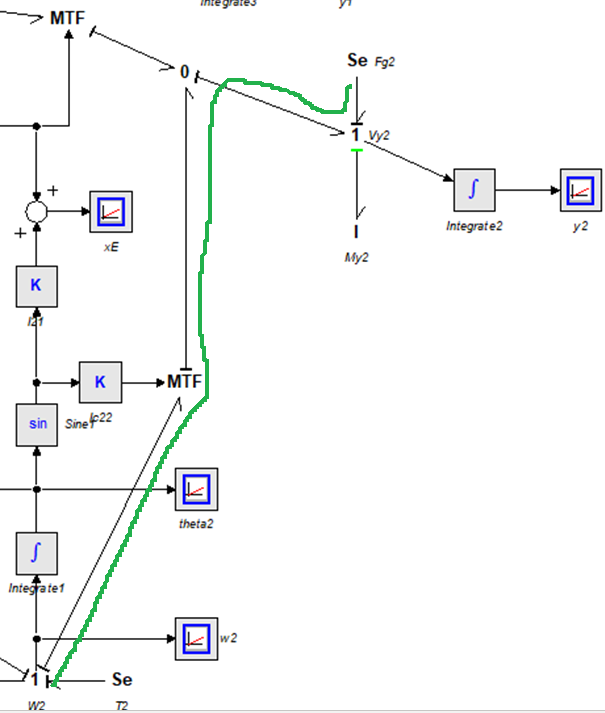 Integrate3
y1
MTF
Se Fg2
0
1 Vy2
+
∫
K
xE
+
Integrate2
y2
I
My2
K
l21
K
MTF
sin
Sine1
lc22
theta2
∫
Integrate1
w2
1
Se
W2
T2